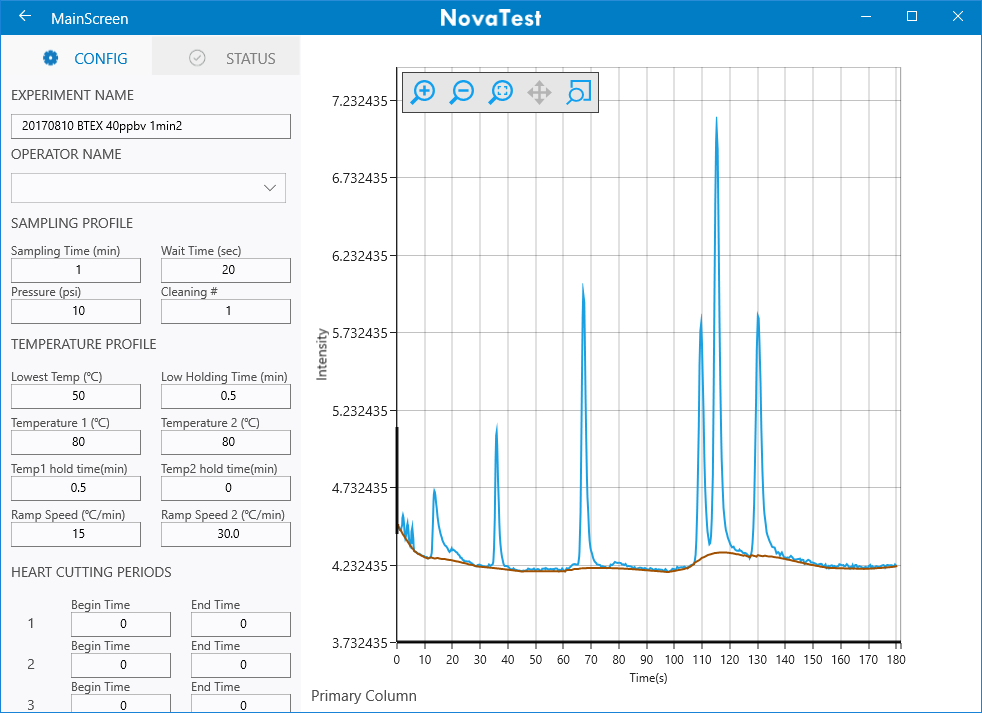 MainScreen
NovaTest
CONFIG
STATUS
EXPERIMENT NAME
20170810 BTEX 40ppbv 1min2
OPERATOR NAME
SAMPLING PROFILE
Sampling Time (min) Wait Time (sec)
1 20
Pressure (psi) Cleaning #
10 1
TEMPERATURE PROFILE
Lowest Temp (℃) Low Holding Time (min)
50 0.5
Temperature 1 (℃) Temperature 2 (℃)
80 80
Temp1 hold time(min) Temp2 hold time(min)
0.5 0
Ramp Speed (℃/min) Ramp Speed 2 (℃/min)
15 30.0
HEART CUTTING PERIODS
Begin Time End Time
1 0 0
Begin Time End Time
2 0 0
Begin Time End Time
3 0 0
7.232435
6.732435
6.232435
5.732435
5.232435
4.732435
4.232435
3.732435
Intensity
0 10 20 30 40 50 60 70 80 90 100 110 120 130 140 150 160 170 180
Time(s)
Primary Column